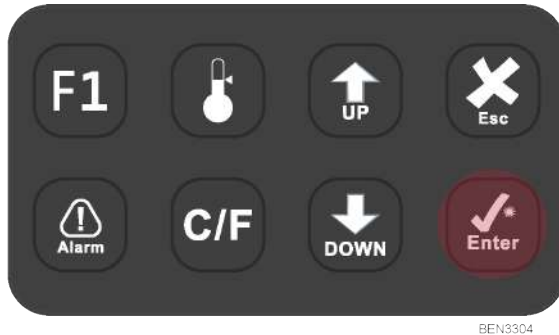 F1
UP
Esc
Alarm
C/F
DOWN
Enter
BEN3304